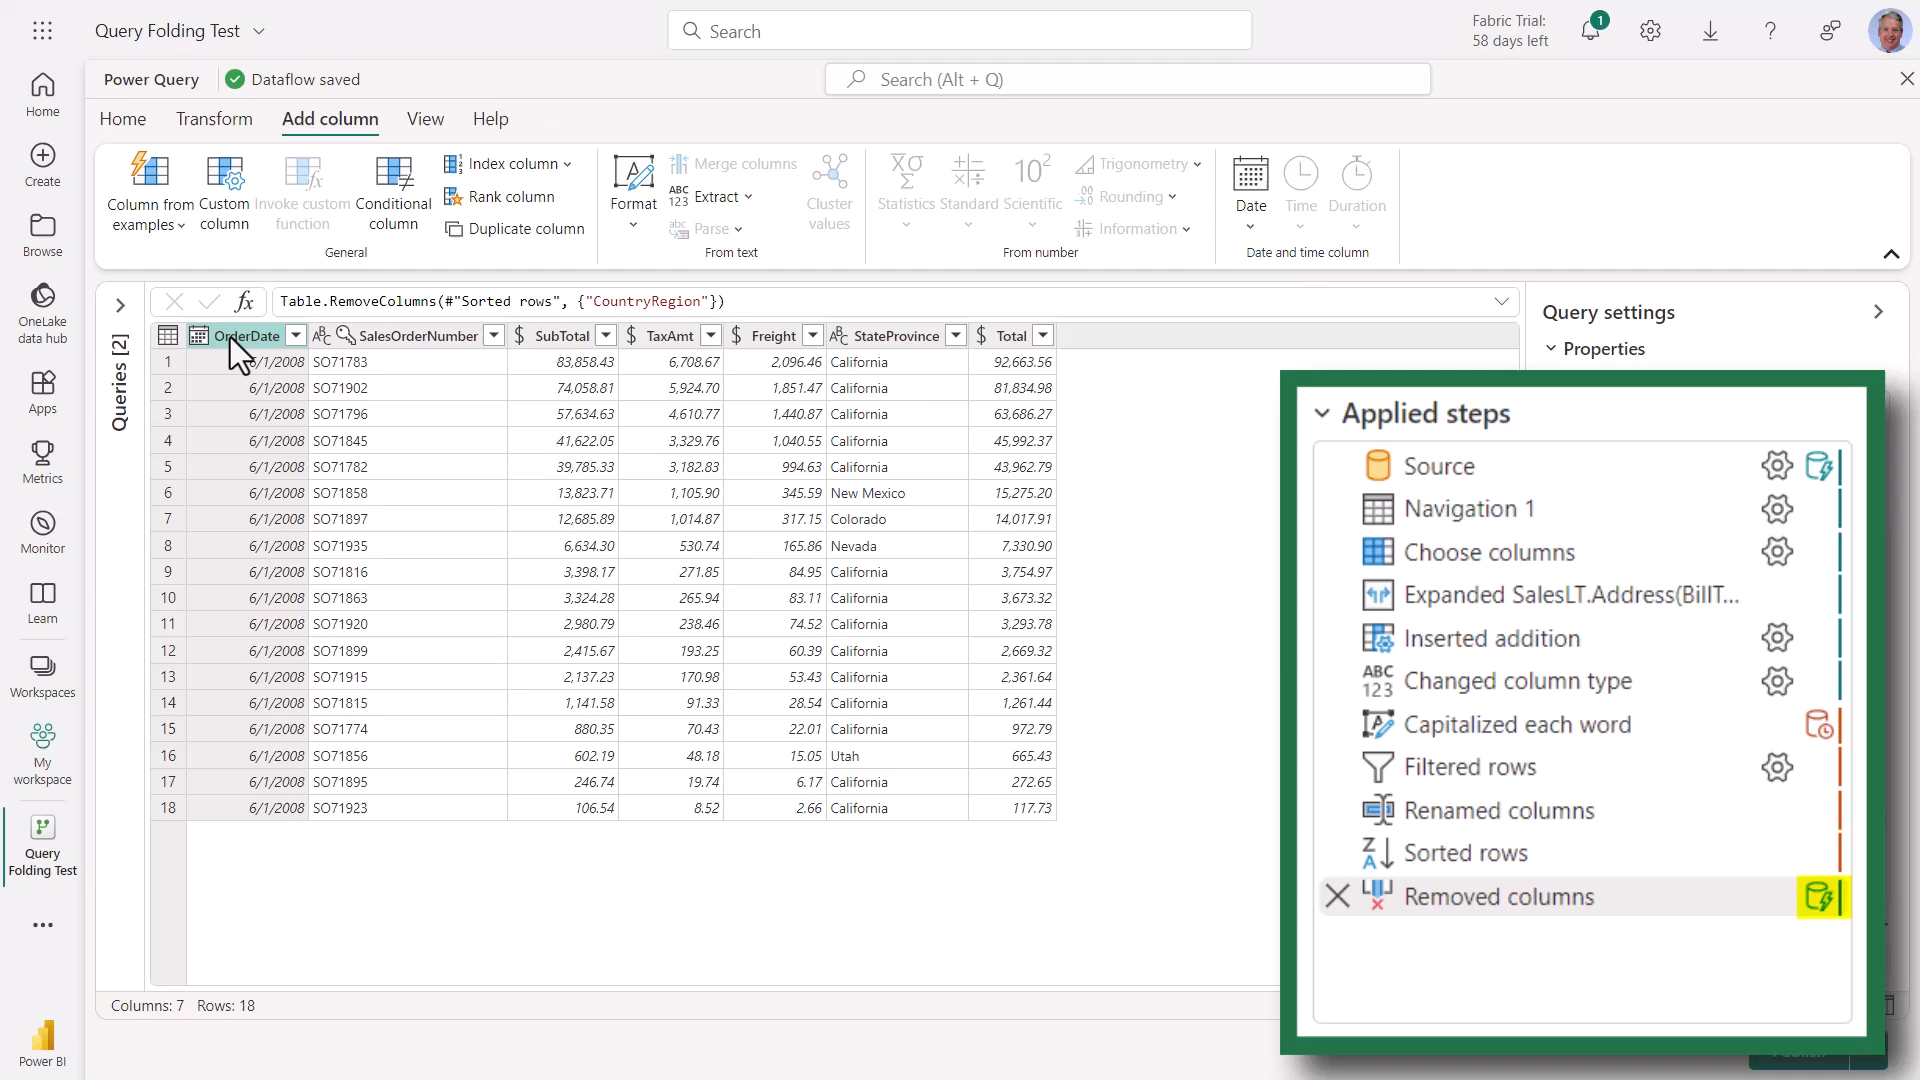 Query Folding Test
Search
Fabric Trial:
58 days left
1
Power Query
Dataflow saved
Search (Alt + Q)
Home
Transform
Add column
View
Help
Column from
examples
Custom
column
Invoke custom
function
Conditional
column
Index column
Rank column
Duplicate column
General
Format
Merge columns
Extract
Parse
Cluster
values
From text
Statistics
Standard
Scientific
Trigonometry
Rounding
Information
From number
Date
Time
Duration
Date and time column
Home
Create
Browse
OneLake
data hub
Apps
Metrics
Monitor
Learn
Workspaces
My
workspace
Query
Folding Test
Power BI
Queries [2]
fx Table.RemoveColumns(#"Sorted rows", {"CountryRegion"})
OrderDate SalesOrderNumber SubTotal TaxAmt Freight StateProvince Total
1 /1/2008 SO71783 83,858.43 6,708.67 2,096.46 California 92,663.56
2 6/1/2008 SO71902 74,058.81 5,924.70 1,851.47 California 81,834.98
3 6/1/2008 SO71796 57,634.63 4,610.77 1,440.87 California 63,686.27
4 6/1/2008 SO71845 41,622.05 3,329.76 1,040.55 California 45,992.37
5 6/1/2008 SO71782 39,785.33 3,182.83 994.63 California 43,962.79
6 6/1/2008 SO71858 13,823.71 1,105.90 345.59 New Mexico 15,275.20
7 6/1/2008 SO71897 12,685.89 1,014.87 317.15 Colorado 14,017.91
8 6/1/2008 SO71935 6,634.30 530.74 165.86 Nevada 7,330.90
9 6/1/2008 SO71816 3,398.17 271.85 84.95 California 3,754.97
10 6/1/2008 SO71863 3,324.28 265.94 83.11 California 3,673.32
11 6/1/2008 SO71920 2,980.79 238.46 74.52 California 3,293.78
12 6/1/2008 SO71899 2,415.67 193.25 60.39 California 2,669.32
13 6/1/2008 SO71915 2,137.23 170.98 53.43 California 2,361.64
14 6/1/2008 SO71815 1,141.58 91.33 28.54 California 1,261.44
15 6/1/2008 SO71774 880.35 70.43 22.01 California 972.79
16 6/1/2008 SO71856 602.19 48.18 15.05 Utah 665.43
17 6/1/2008 SO71895 246.74 19.74 6.17 California 272.65
18 6/1/2008 SO71923 106.54 8.52 2.66 California 117.73
Columns: 7 Rows: 18
Query settings
Properties
Applied steps
Source
Navigation 1
Choose columns
Expanded SalesLT.Address(BillT...
Inserted addition
Changed column type
Capitalized each word
Filtered rows
Renamed columns
Sorted rows
Removed columns